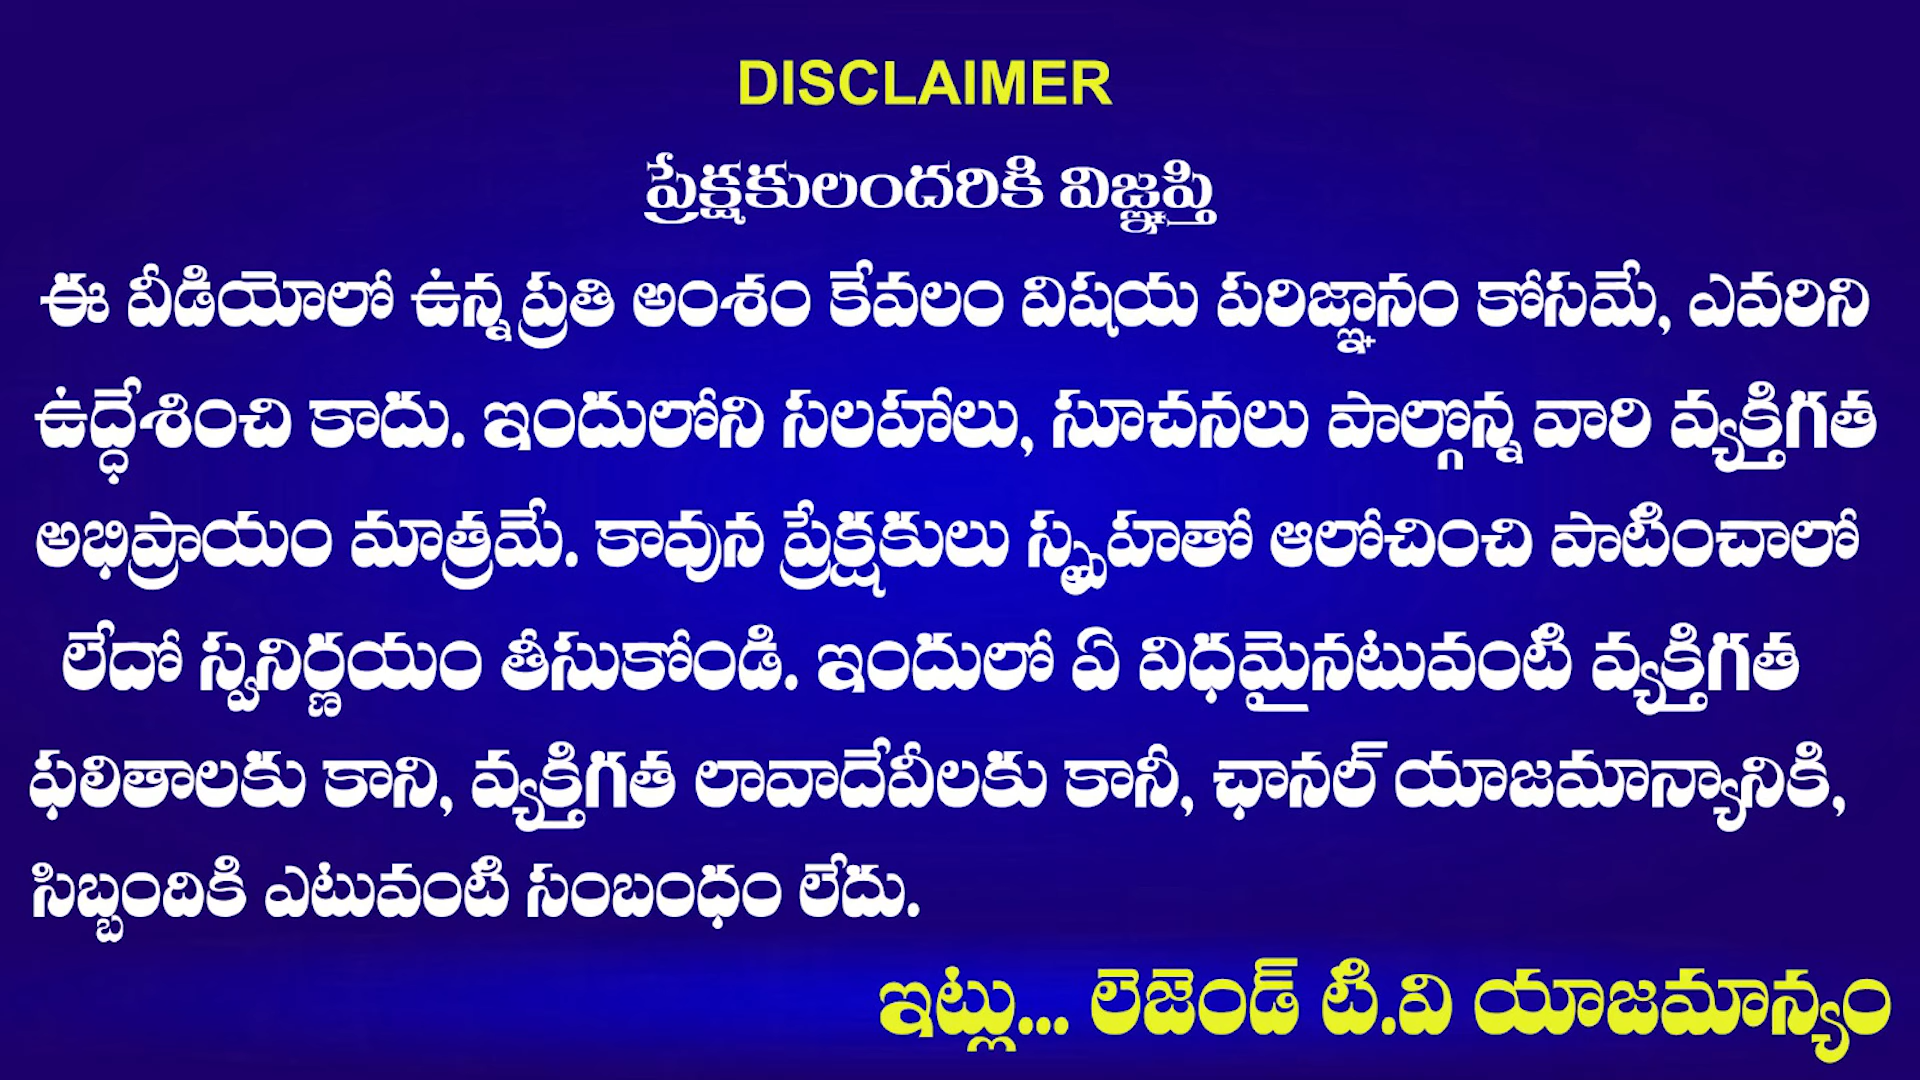 DISCLAIMER
ప్రేక్షకులందరికి విజ్ఞప్తి
ఈ వీడియోలో ఉన్న ప్రతి అంశం కేవలం విషయ పరిజ్ఞానం కోసమే, ఎవరిని
ఉద్ధేశించి కాదు. ఇందులోని సలహాలు, సూచనలు పాల్గొన్న వారి వ్యక్తిగత
అభిప్రాయం మాత్రమే. కావున ప్రేక్షకులు స్పృహతో ఆలోచించి పాటించాలో
లేదో స్వనిర్ణయం తీసుకోండి. ఇందులో ఏ విధమైనటువంటి వ్యక్తిగత
ఫలితాలకు కాని, వ్యక్తిగత లావాదేవీలకు కానీ, ఛానల్ యాజమాన్యానికి,
సిబ్బందికి ఎటువంటి సంబంధం లేదు.
ఇట్లు... లెజెండ్ టి.వి యాజమాన్యం